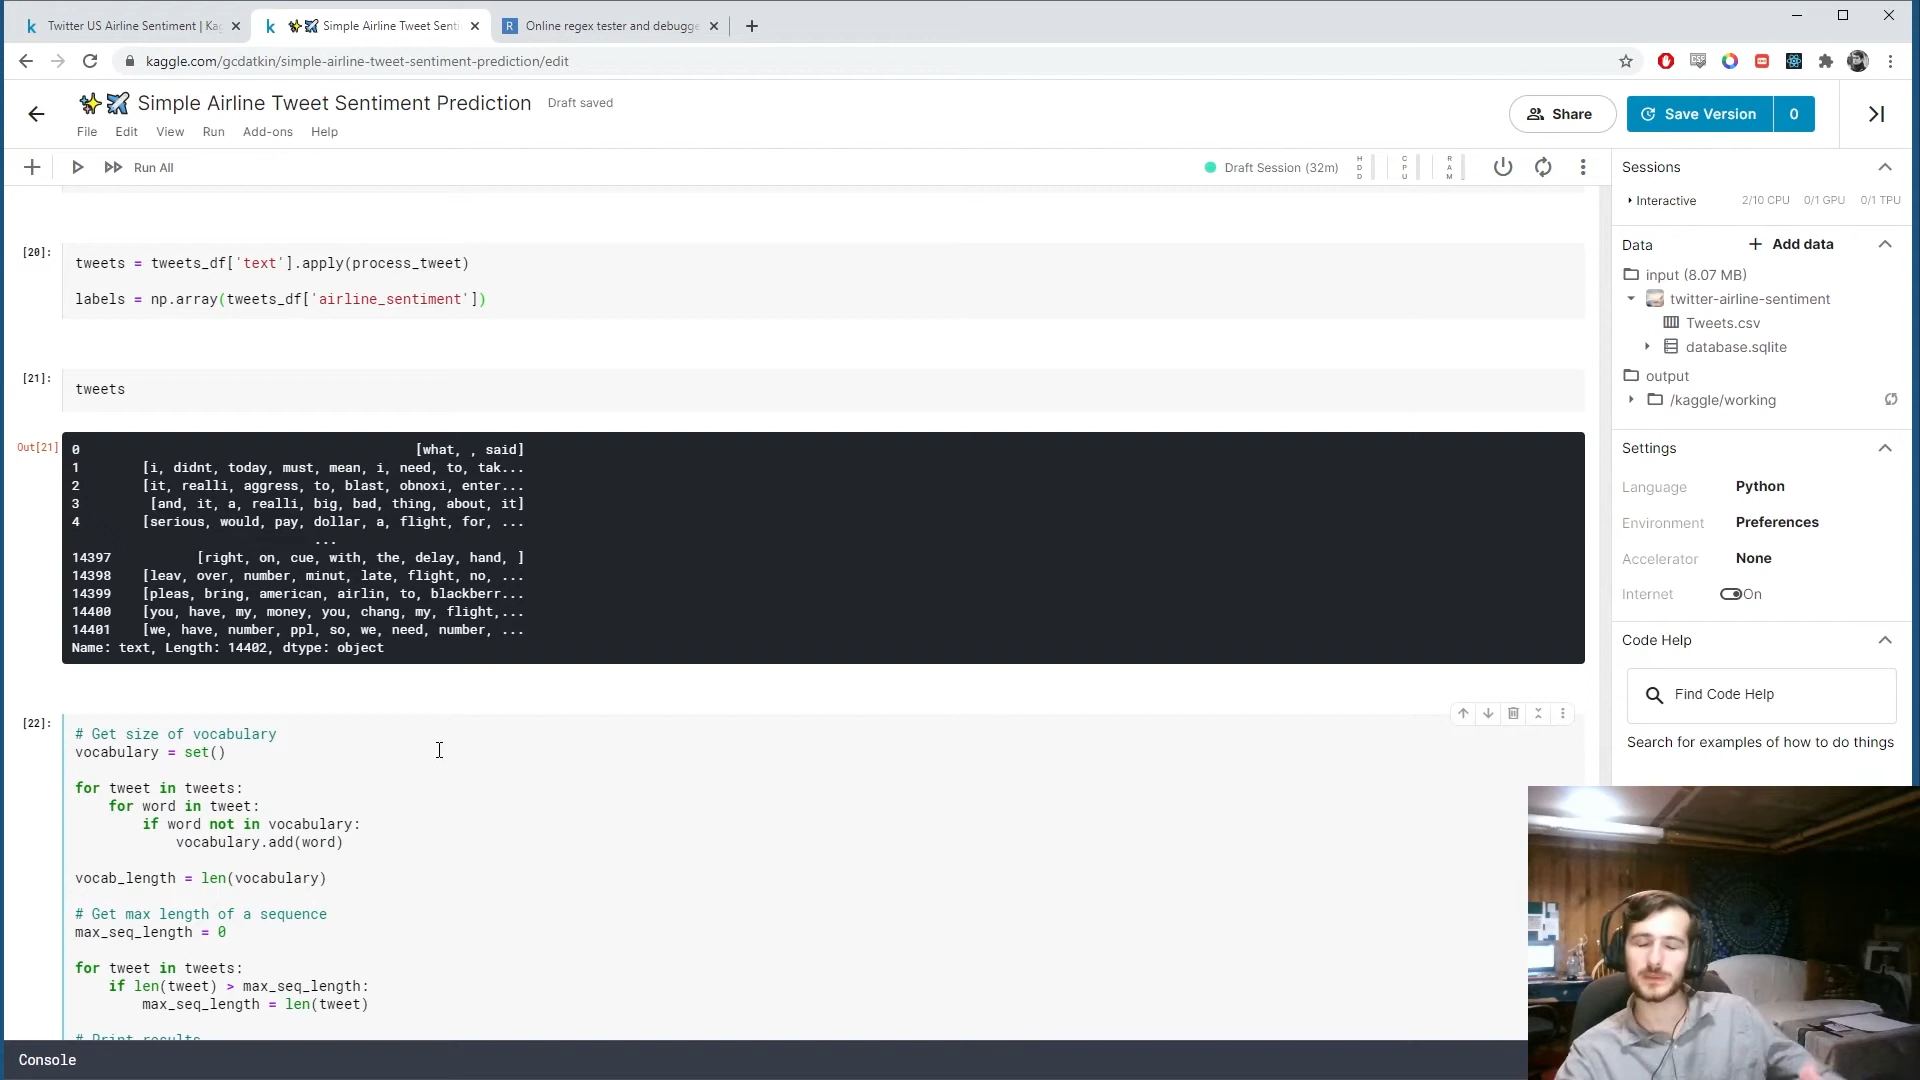 Twitter US Airline Sentiment | Ka
Simple Airline Tweet Senti
Online regex tester and debugge
kaggle.com/gcdatkin/simple-airline-tweet-sentiment-prediction/edit
Simple Airline Tweet Sentiment Prediction
Draft saved
Share
Save Version
0
File Edit View Run Add-ons Help
Run All
Draft Session (32m)
HDD
CPU
RAM
[20]:
tweets = tweets_df['text'].apply(process_tweet)
labels = np.array(tweets_df['airline_sentiment'])
[21]:
tweets
Out[21]
0 [what, , said]
1 [i, didnt, today, must, mean, i, need, to, tak...
2 [it, realli, aggress, to, blast, obnoxi, enter...
3 [and, it, a, realli, big, bad, thing, about, it]
4 [serious, would, pay, dollar, a, flight, for, ...
...
14397 [right, on, cue, with, the, delay, hand, ]
14398 [leav, over, number, minut, late, flight, no, ...
14399 [pleas, bring, american, airlin, to, blackberr...
14400 [you, have, my, money, you, chang, my, flight,...
14401 [we, have, number, ppl, so, we, need, number, ...
Name: text, Length: 14402, dtype: object
[22]:
# Get size of vocabulary
vocabulary = set()
for tweet in tweets:
for word in tweet:
if word not in vocabulary:
vocabulary.add(word)
vocab_length = len(vocabulary)
# Get max length of a sequence
max_seq_length = 0
for tweet in tweets:
if len(tweet) > max_seq_length:
max_seq_length = len(tweet)
# Print results
Console
Sessions
Interactive 2/10 CPU 0/1 GPU 0/1 TPU
Data
Add data
input (8.07 MB)
twitter-airline-sentiment
Tweets.csv
database.sqlite
output
/kaggle/working
Settings
Language Python
Environment Preferences
Accelerator None
Internet On
Code Help
Find Code Help
Search for examples of how to do things